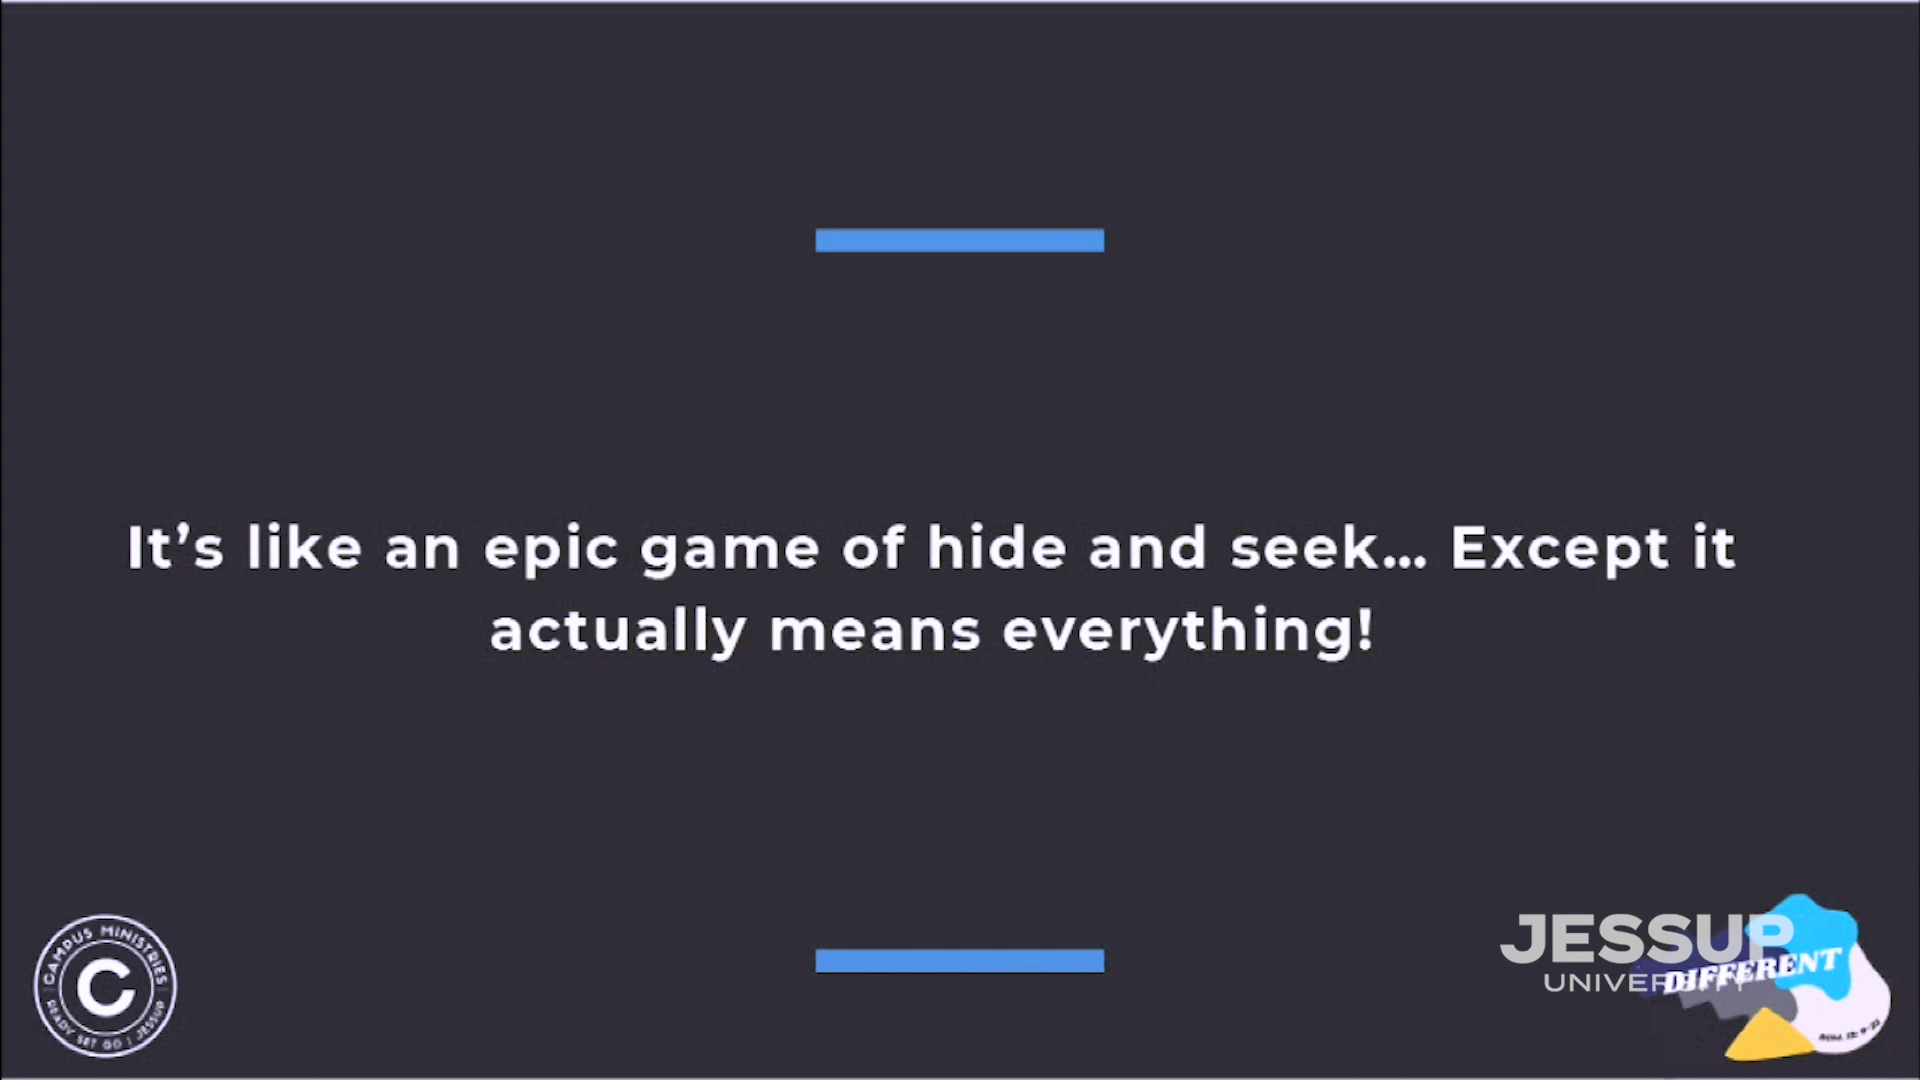 It’s like an epic game of hide and seek... Except it
actually means everything!
CAMPUS MINISTRIES
C
READY SET GO | JESSUP
JESSUP
UNIVERSITY
DIFFERENT